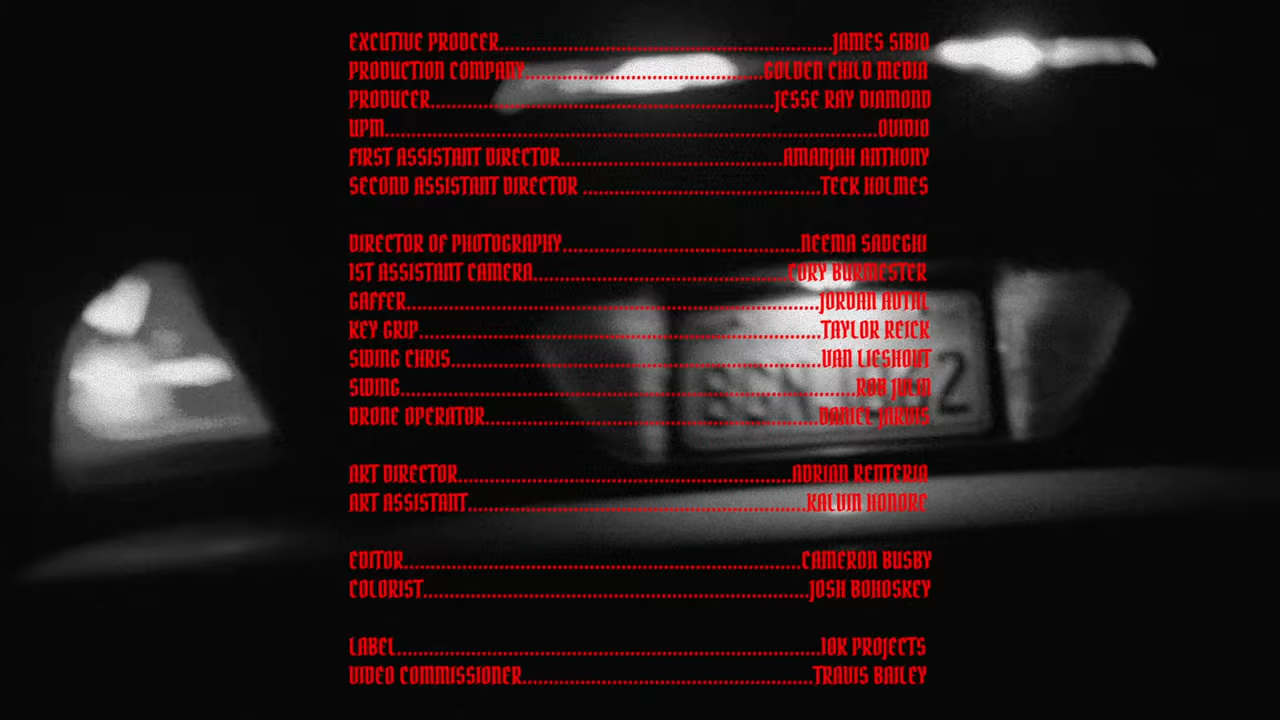 EXCUTIVE PRODCER........................................................JAMES SIBIO
PRODUCTION COMPANY........................................GOLDEN CHILD MEDIA
PRODUCER............................................................JESSE RAY DIAMOND
UPM.......................................................................................OVIDIO
FIRST ASSISTANT DIRECTOR.......................................AMANJAH ANTHONY
SECOND ASSISTANT DIRECTOR .........................................TECK HOLMES
DIRECTOR OF PHOTOGRAPHY..........................................NEEMA SADEGHI
1ST ASSISTANT CAMERA.............................................CORY BURMESTER
GAFFER........................................................................JORDAN
KEY GRIP......................................................................TAYLOR REICK
SWING CHRIS.................................................................VAN LIESHOUT
SWING..............................................................................ROB JULIN
DRONE OPERATOR..........................................................DANIEL JARVIS
ART DIRECTOR..........................................................ADRIAN RENTERIA
ART ASSISTANT...........................................................KALVIN HONORE
EDITOR.....................................................................CAMERON BUSBY
COLORIST..................................................................JOSH BOHOSKEY
LABEL.........................................................................10K PROJECTS
VIDEO COMMISSIONER...................................................TRAVIS BAILEY
2